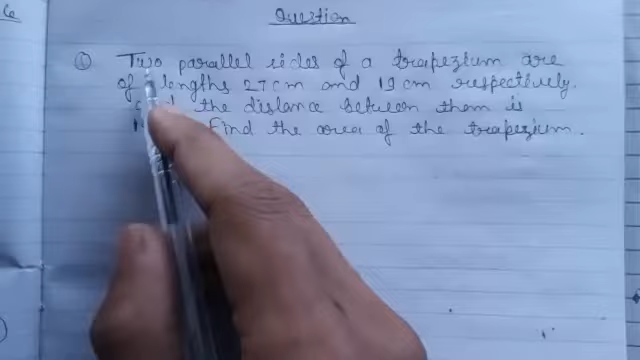 Question
① Two parallel sides of a trapezium are
of lengths 27 cm and 19 cm respectively.
the distance between them is
Find the area of the trapezium.